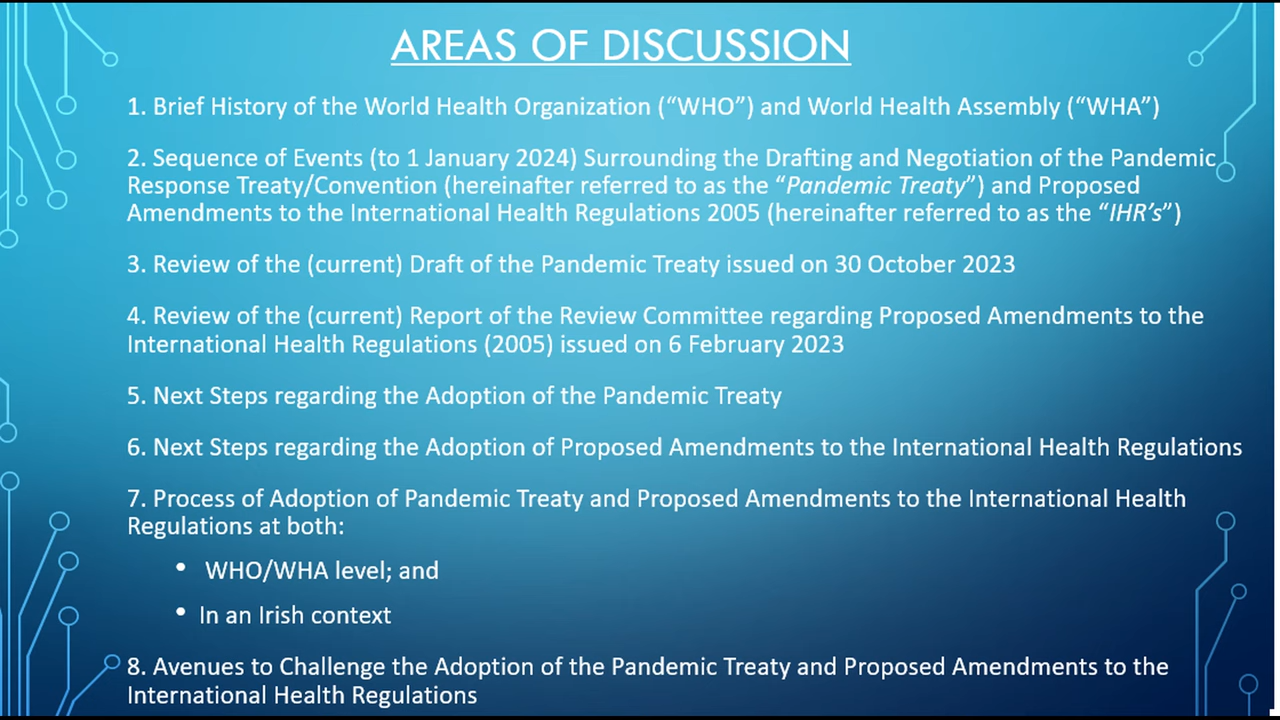 AREAS OF DISCUSSION
1. Brief History of the World Health Organization (“WHO”) and World Health Assembly (“WHA”)
2. Sequence of Events (to 1 January 2024) Surrounding the Drafting and Negotiation of the Pandemic
Response Treaty/Convention (hereinafter referred to as the “Pandemic Treaty”) and Proposed
Amendments to the International Health Regulations 2005 (hereinafter referred to as the “IHR’s”)
3. Review of the (current) Draft of the Pandemic Treaty issued on 30 October 2023
4. Review of the (current) Report of the Review Committee regarding Proposed Amendments to the
International Health Regulations (2005) issued on 6 February 2023
5. Next Steps regarding the Adoption of the Pandemic Treaty
6. Next Steps regarding the Adoption of Proposed Amendments to the International Health Regulations
7. Process of Adoption of Pandemic Treaty and Proposed Amendments to the International Health
Regulations at both:
• WHO/WHA level; and
• In an Irish context
8. Avenues to Challenge the Adoption of the Pandemic Treaty and Proposed Amendments to the
International Health Regulations